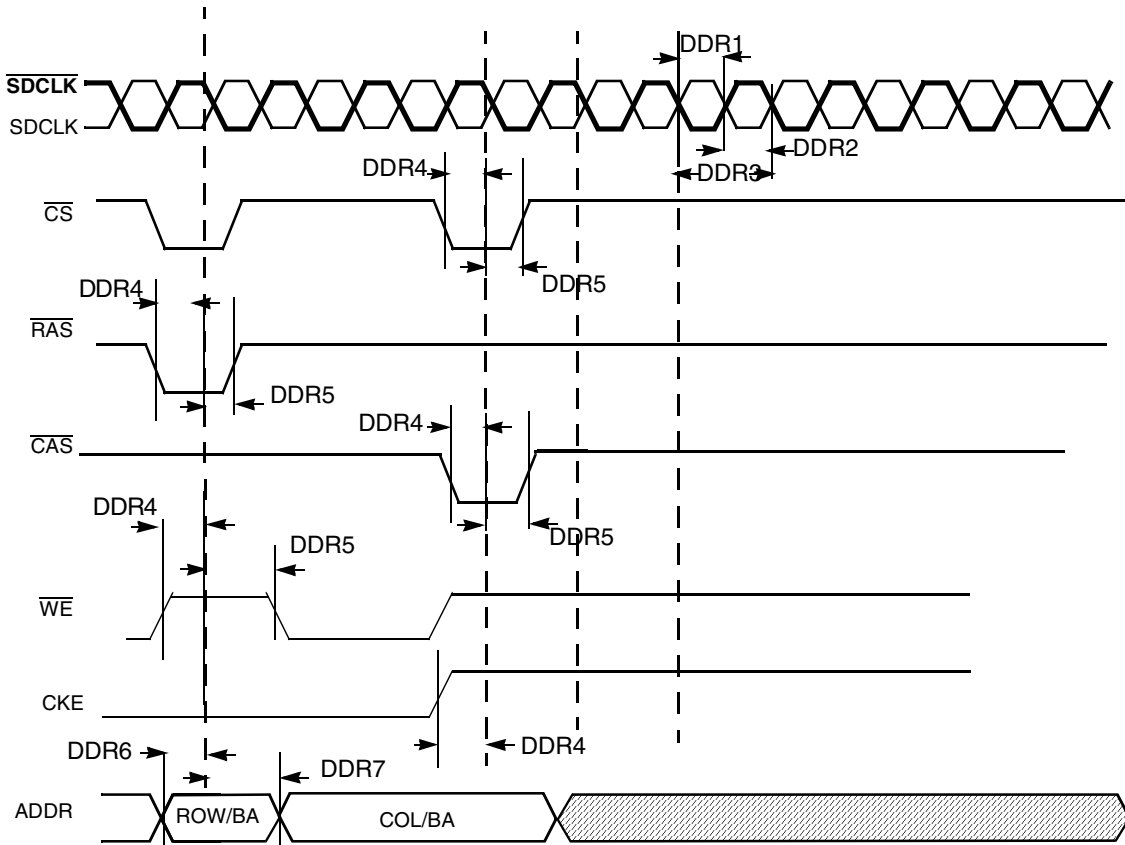 DDR1
SDCLK
SDCLK
DDR2
DDR4
DDR3
CS
DDR5
DDR4
RAS
DDR5
DDR4
CAS
DDR4
DDR5
DDR5
WE
CKE
DDR6
DDR4
DDR7
ADDR
ROW/BA
COL/BA